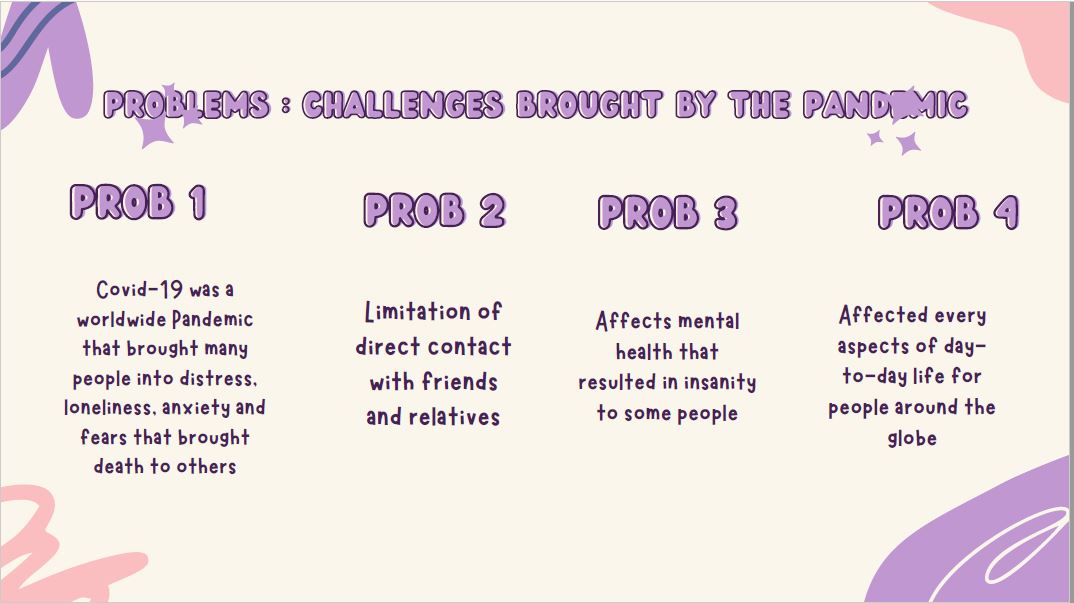 PROBLEMS : CHALLENGES BROUGHT BY THE PANDEMIC
PROB 1
Covid-19 was a
worldwide Pandemic
that brought many
people into distress,
loneliness, anxiety and
fears that brought
death to others
PROB 2
Limitation of
direct contact
with friends
and relatives
PROB 3
Affects mental
health that
resulted in insanity
to some people
PROB 4
Affected every
aspects of day-
to-day life for
people around the
globe